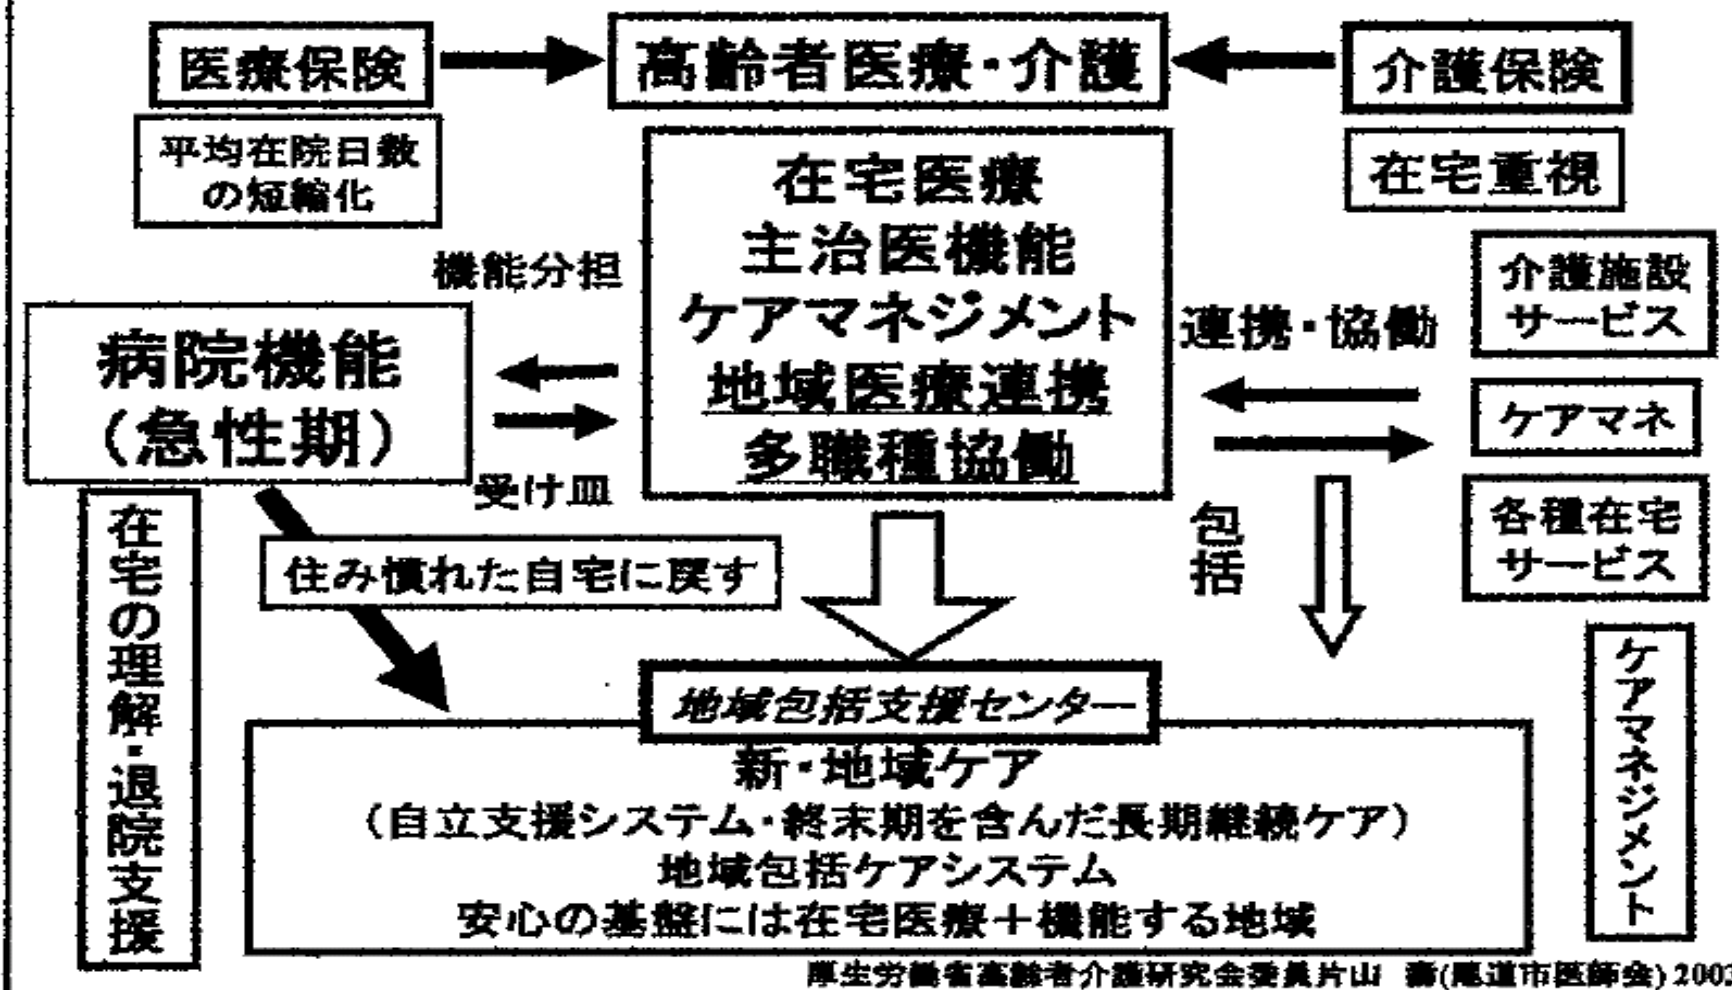 医療保険
高齢者医療・介護
介護保険
平均在院日数
の短縮化
在宅医療
主治医機能
ケアマネジメント
地域医療連携
多職種協働
在宅重視
機能分担
病院機能
（急性期）
受け皿
連携・協働
介護施設
サービス
ケアマネ
各種在宅
サービス
包括
住み慣れた自宅に戻す
在宅の理解・退院支援
ケアマネジメント
地域包括支援センター
新・地域ケア
（自立支援システム・終末期を含んだ長期継続ケア）
地域包括ケアシステム
安心の基盤には在宅医療＋機能する地域
厚生労働省高齢者介護研究会委員片山 壽(尾道市医師会) 2003